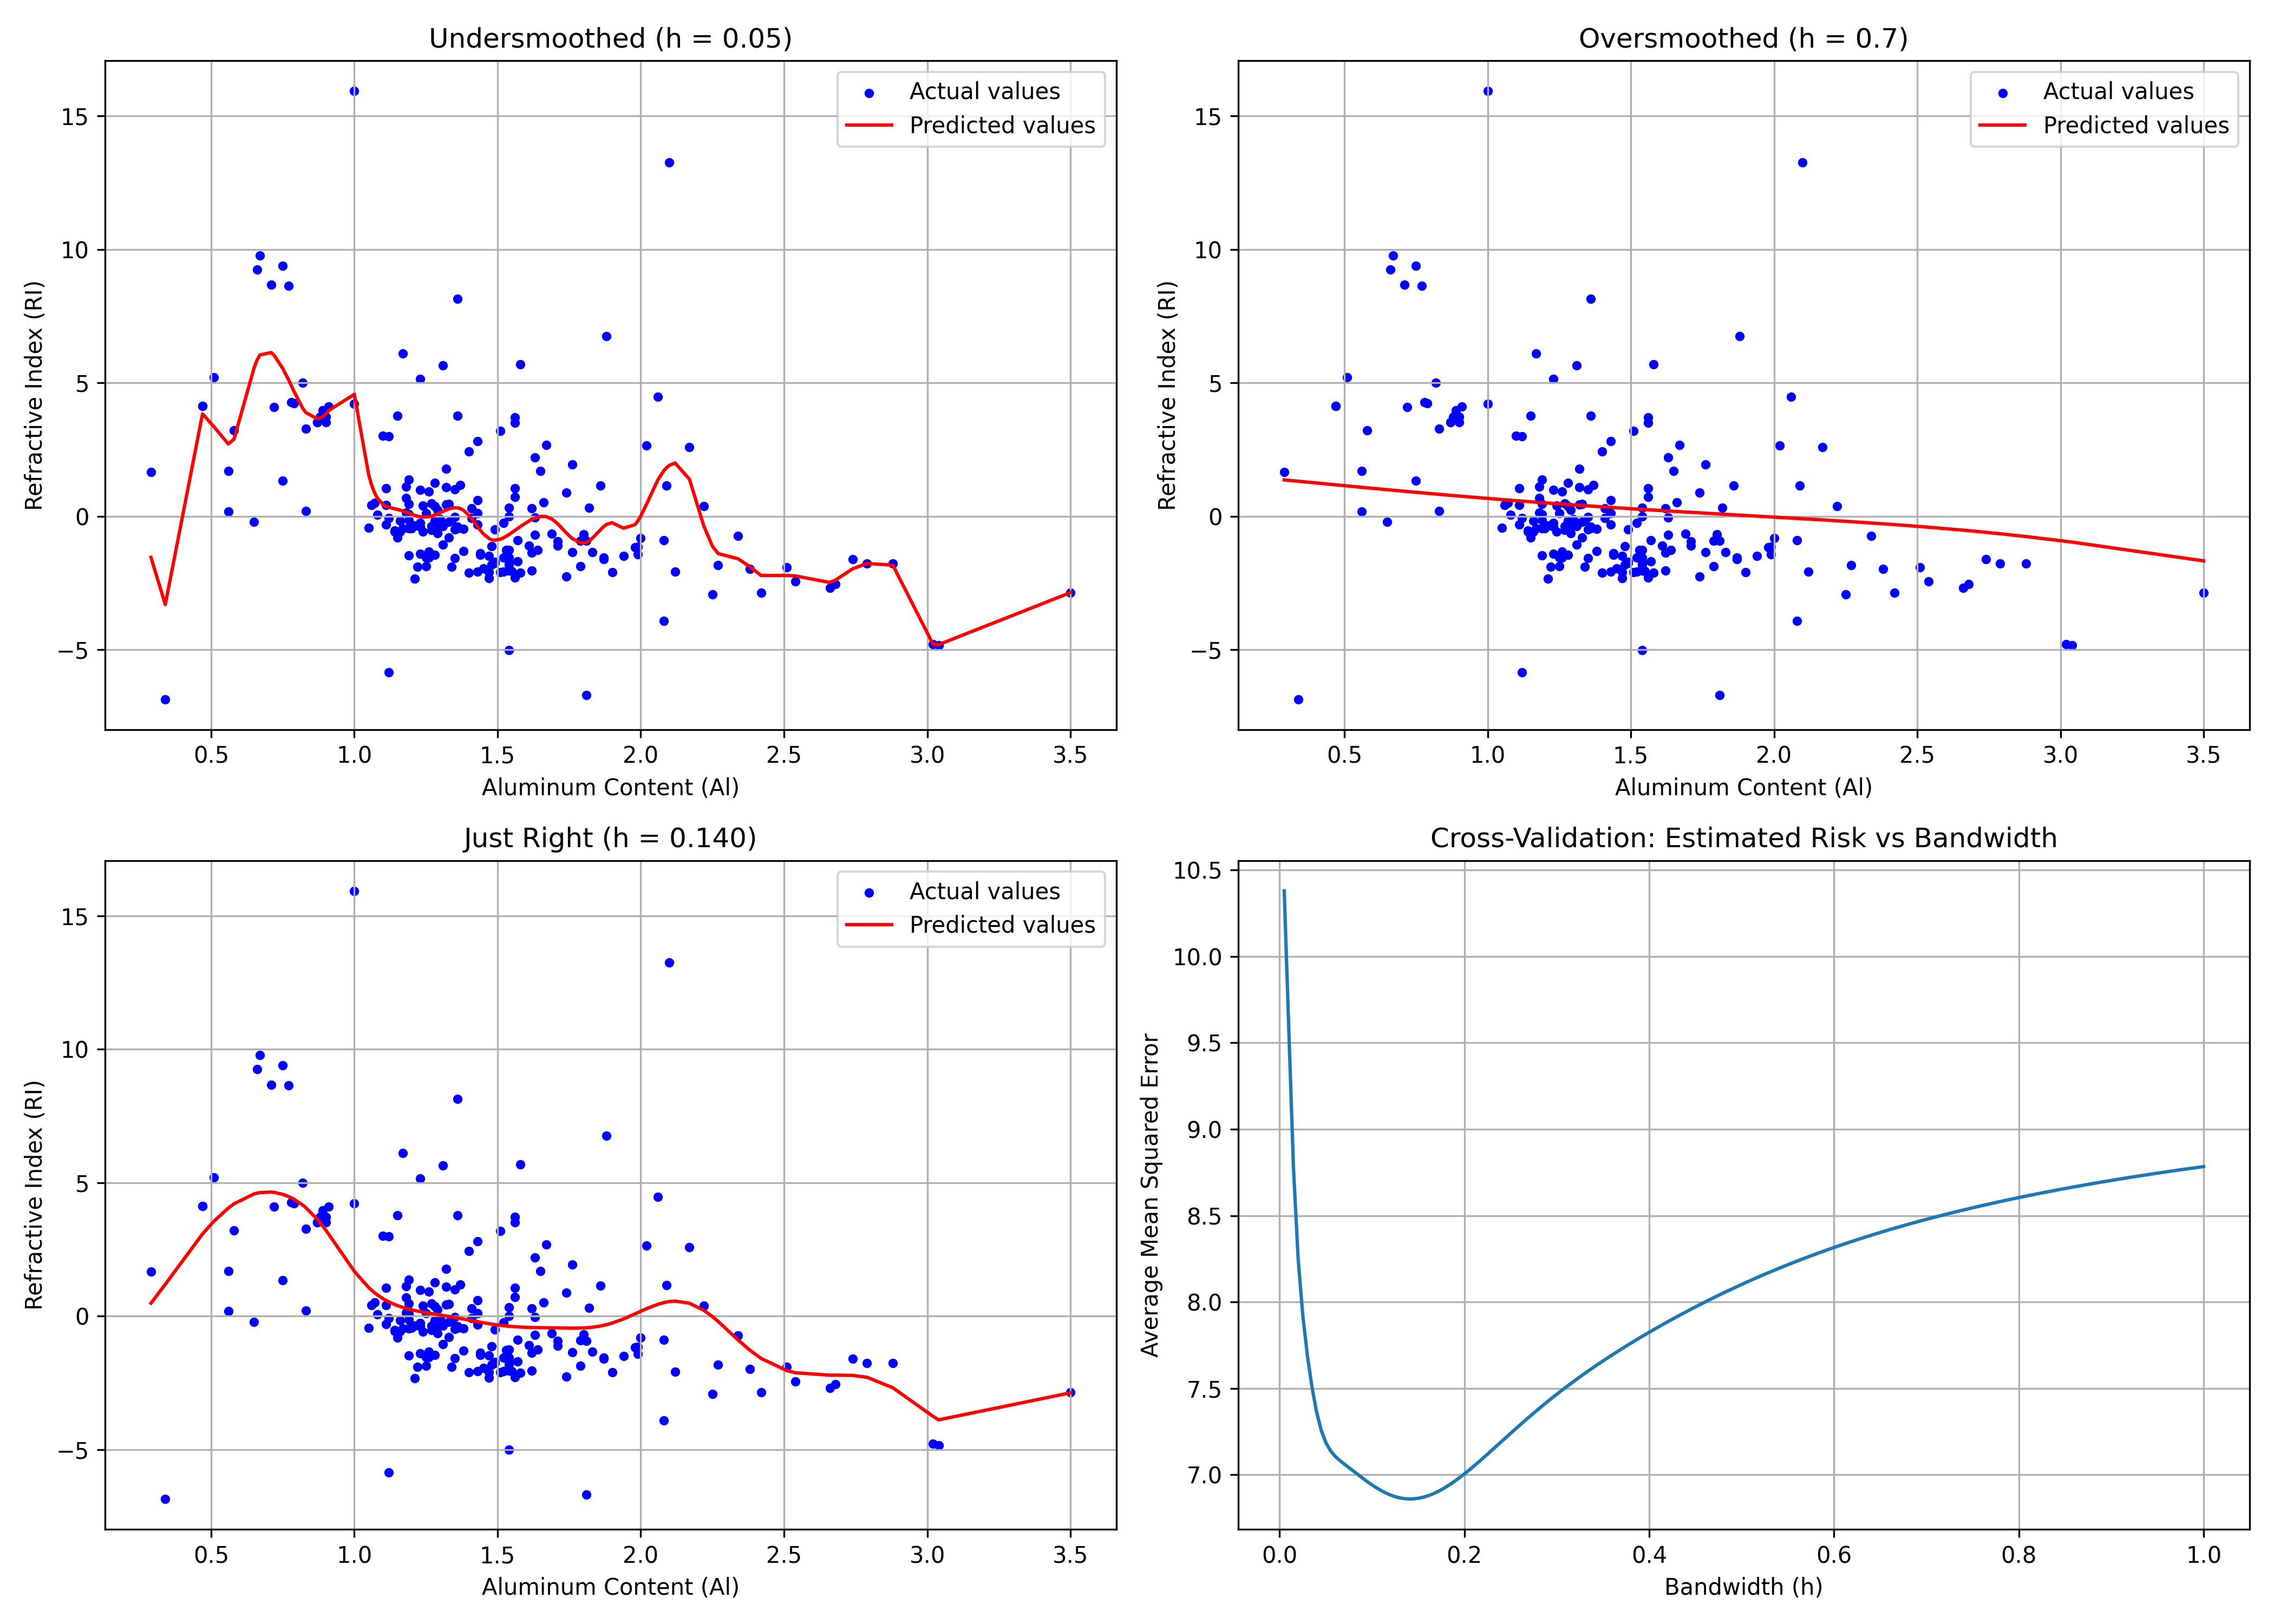 Undersmoothed (h = 0.05)
Actual values
Predicted values
15
10
5
0
−5
Refractive Index (RI)
0.5 1.0 1.5 2.0 2.5 3.0 3.5
Aluminum Content (Al)
Oversmoothed (h = 0.7)
Actual values
Predicted values
15
10
5
0
−5
Refractive Index (RI)
0.5 1.0 1.5 2.0 2.5 3.0 3.5
Aluminum Content (Al)
Just Right (h = 0.140)
Actual values
Predicted values
15
10
5
0
−5
Refractive Index (RI)
0.5 1.0 1.5 2.0 2.5 3.0 3.5
Aluminum Content (Al)
Cross-Validation: Estimated Risk vs Bandwidth
10.5
10.0
9.5
9.0
8.5
8.0
7.5
7.0
Average Mean Squared Error
0.0 0.2 0.4 0.6 0.8 1.0
Bandwidth (h)